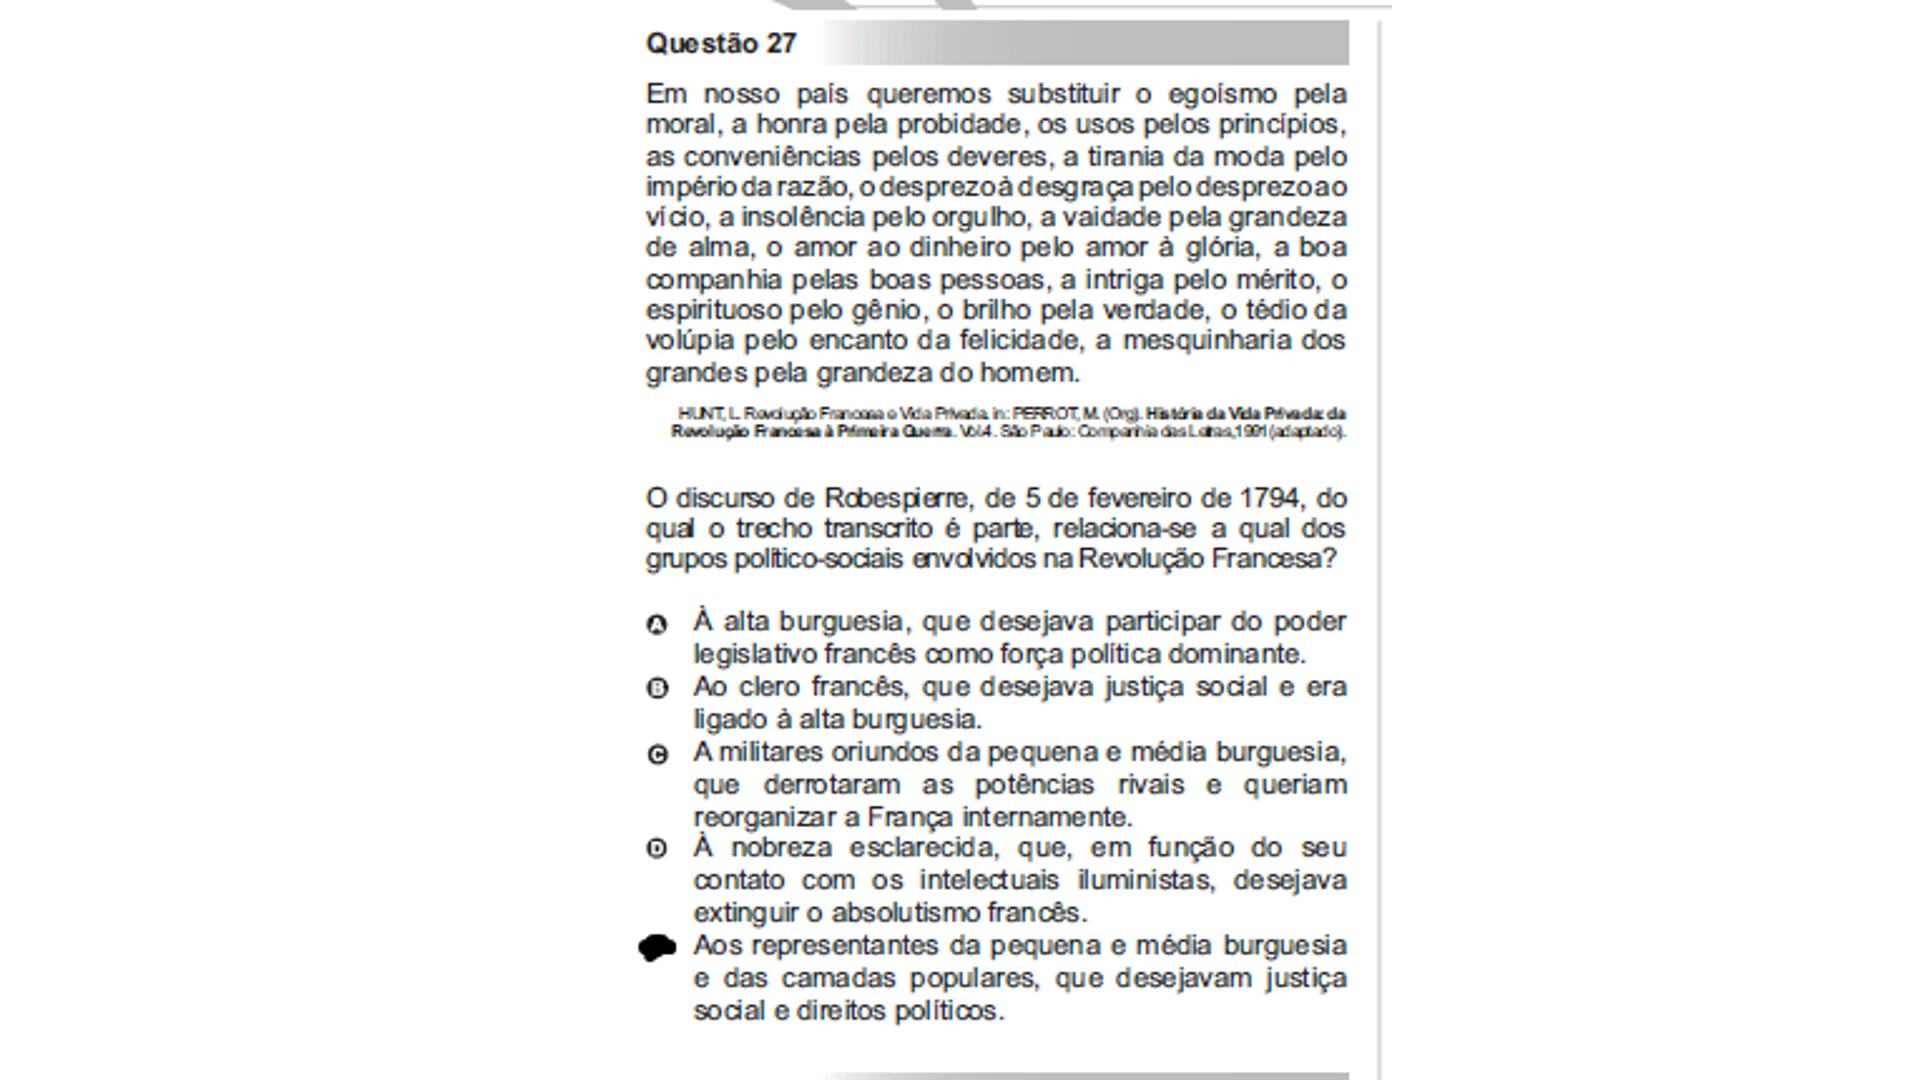 Questão 27
Em nosso país queremos substituir o egoísmo pela
moral, a honra pela probidade, os usos pelos princípios,
as conveniências pelos deveres, a tirania da moda pelo
império da razão, o desprezo à desgraça pelo desprezo ao
vício, a insolência pelo orgulho, a vaidade pela grandeza
de alma, o amor ao dinheiro pelo amor à glória, a boa
companhia pelas boas pessoas, a intriga pelo mérito, o
espirituoso pelo gênio, o brilho pela verdade, o tédio da
volúpia pelo encanto da felicidade, a mesquinharia dos
grandes pela grandeza do homem.
HUNT, L. Revolução Francesa e Vida Privada. in: PERROT, M. (Org). História da Vida Privada: da
Revolução Francesa à Primeira Guerra. Vol.4. São Paulo: Companhia das Letras,1991(adaptado).
O discurso de Robespierre, de 5 de fevereiro de 1794, do
qual o trecho transcrito é parte, relaciona-se a qual dos
grupos político-sociais envolvidos na Revolução Francesa?
A À alta burguesia, que desejava participar do poder
legislativo francês como força política dominante.
B Ao clero francês, que desejava justiça social e era
ligado à alta burguesia.
C A militares oriundos da pequena e média burguesia,
que derrotaram as potências rivais e queriam
reorganizar a França internamente.
D À nobreza esclarecida, que, em função do seu
contato com os intelectuais iluministas, desejava
extinguir o absolutismo francês.
Aos representantes da pequena e média burguesia
e das camadas populares, que desejavam justiça
social e direitos políticos.